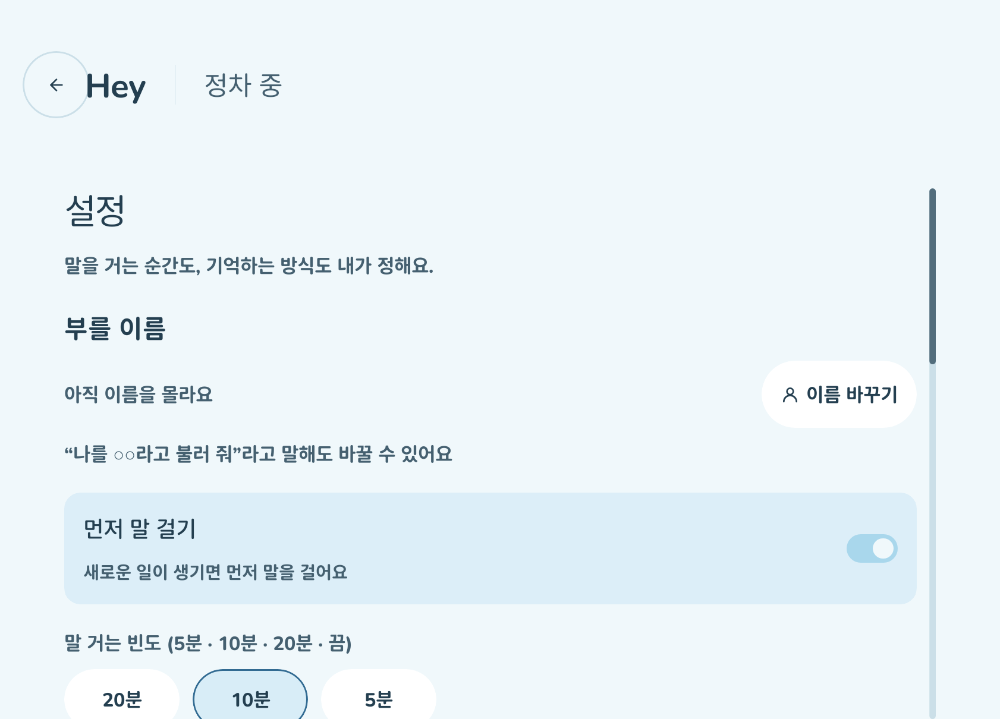 Hey
정차 중
설정
말을 거는 순간도, 기억하는 방식도 내가 정해요.
부를 이름
아직 이름을 몰라요
이름 바꾸기
“나를 ○○라고 불러 줘”라고 말해도 바꿀 수 있어요
먼저 말 걸기
새로운 일이 생기면 먼저 말을 걸어요
말 거는 빈도 (5분 · 10분 · 20분 · 끔)
20분
10분
5분